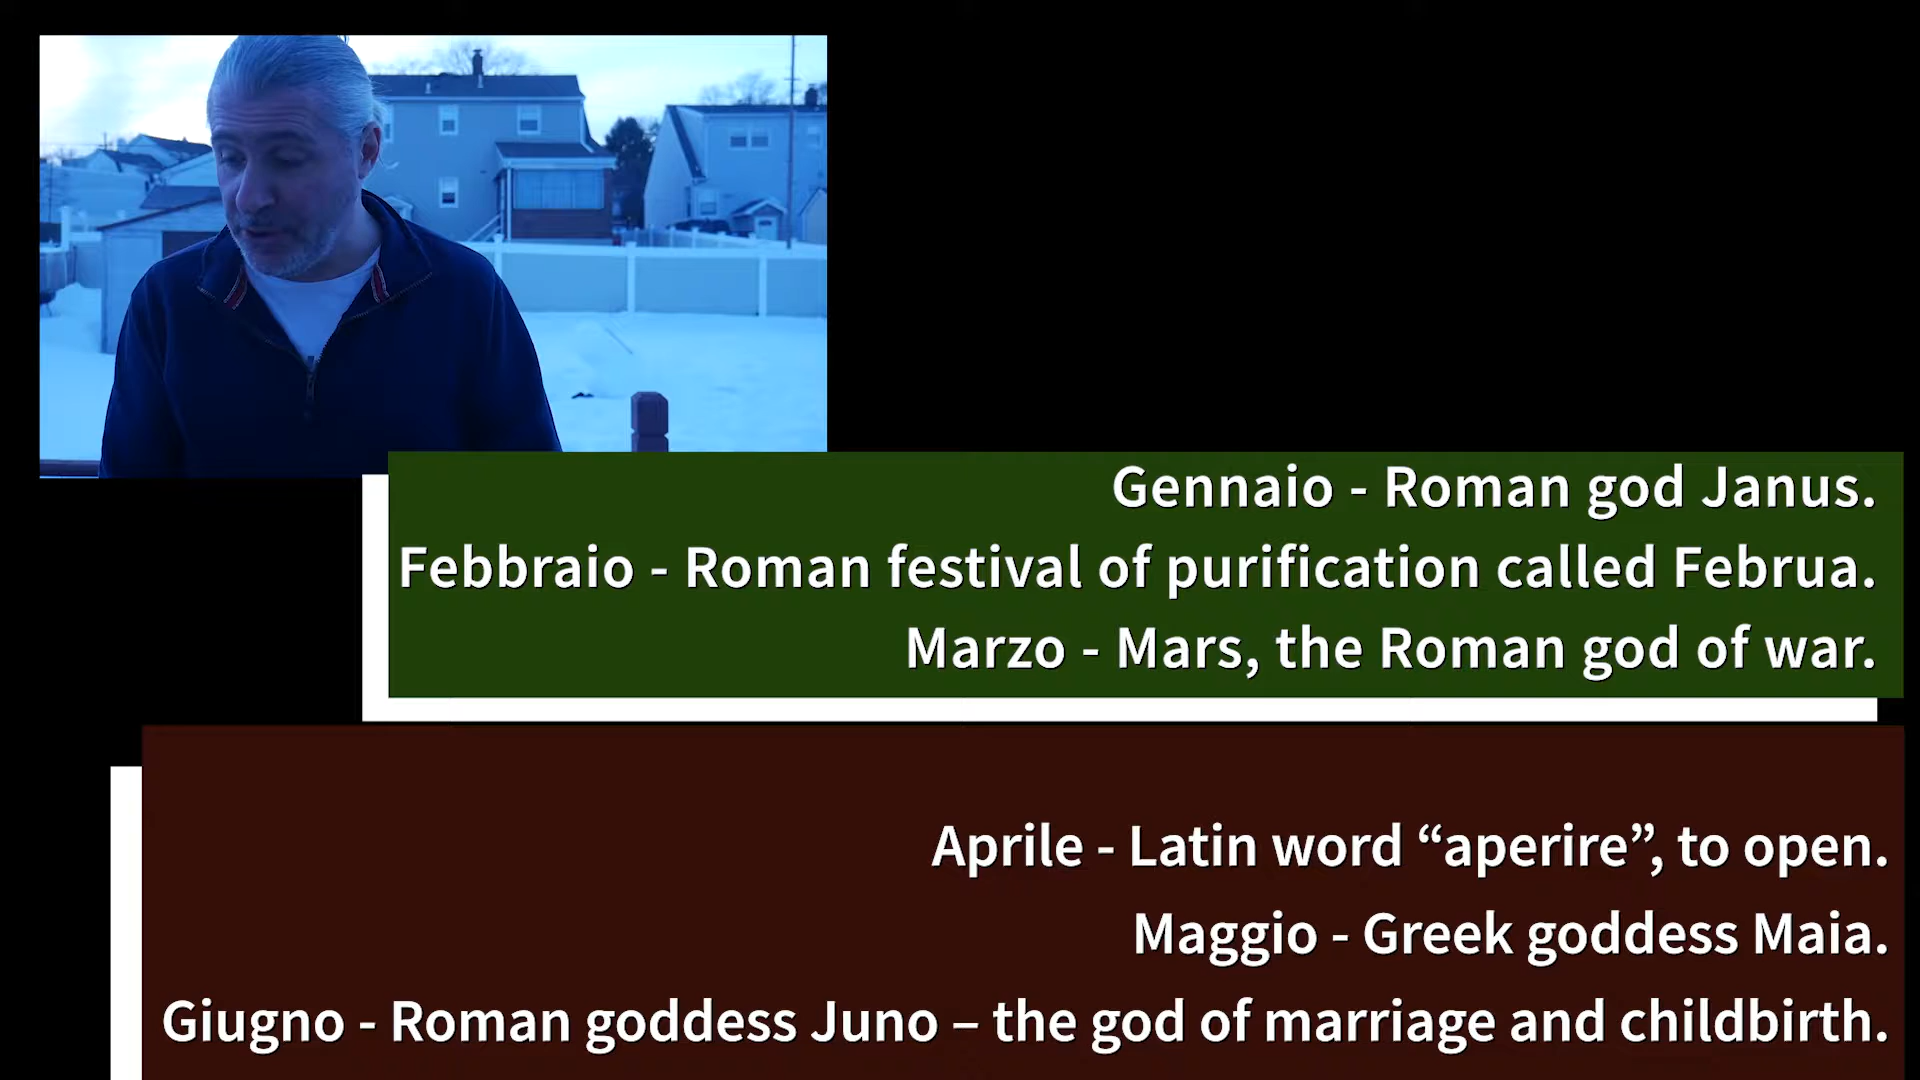 Gennaio - Roman god Janus.
Febbraio - Roman festival of purification called Februa.
Marzo - Mars, the Roman god of war.
Aprile - Latin word “aperire”, to open.
Maggio - Greek goddess Maia.
Giugno - Roman goddess Juno – the god of marriage and childbirth.